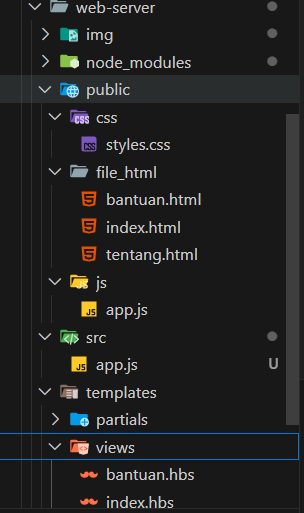 web-server
img
node_modules
public
css
styles.css
file_html
bantuan.html
index.html
tentang.html
js
app.js
src
app.js U
templates
partials
views
bantuan.hbs
index.hbs